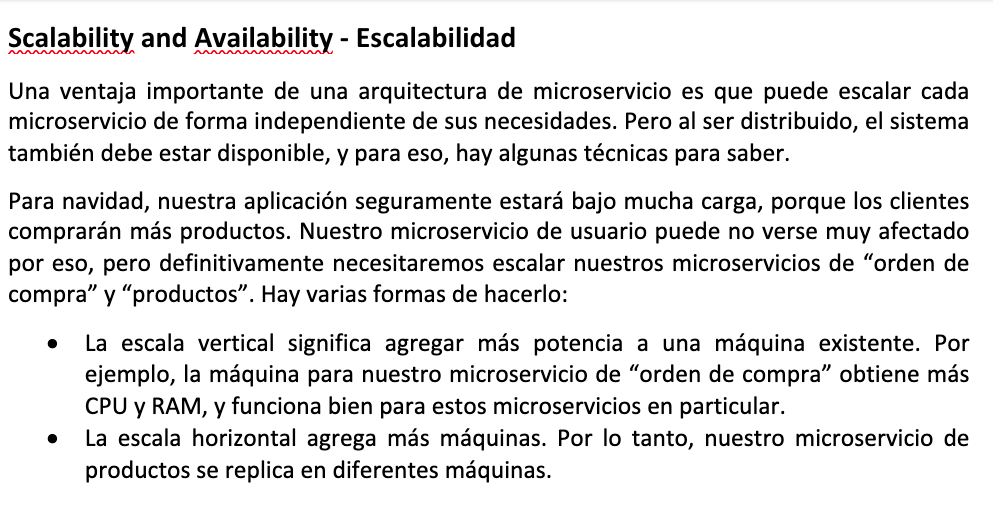 Scalability and Availability - Escalabilidad
Una ventaja importante de una arquitectura de microservicio es que puede escalar cada
microservicio de forma independiente de sus necesidades. Pero al ser distribuido, el sistema
también debe estar disponible, y para eso, hay algunas técnicas para saber.
Para navidad, nuestra aplicación seguramente estará bajo mucha carga, porque los clientes
comprarán más productos. Nuestro microservicio de usuario puede no verse muy afectado
por eso, pero definitivamente necesitaremos escalar nuestros microservicios de “orden de
compra” y “productos”. Hay varias formas de hacerlo:
• La escala vertical significa agregar más potencia a una máquina existente. Por
ejemplo, la máquina para nuestro microservicio de “orden de compra” obtiene más
CPU y RAM, y funciona bien para estos microservicios en particular.
• La escala horizontal agrega más máquinas. Por lo tanto, nuestro microservicio de
productos se replica en diferentes máquinas.